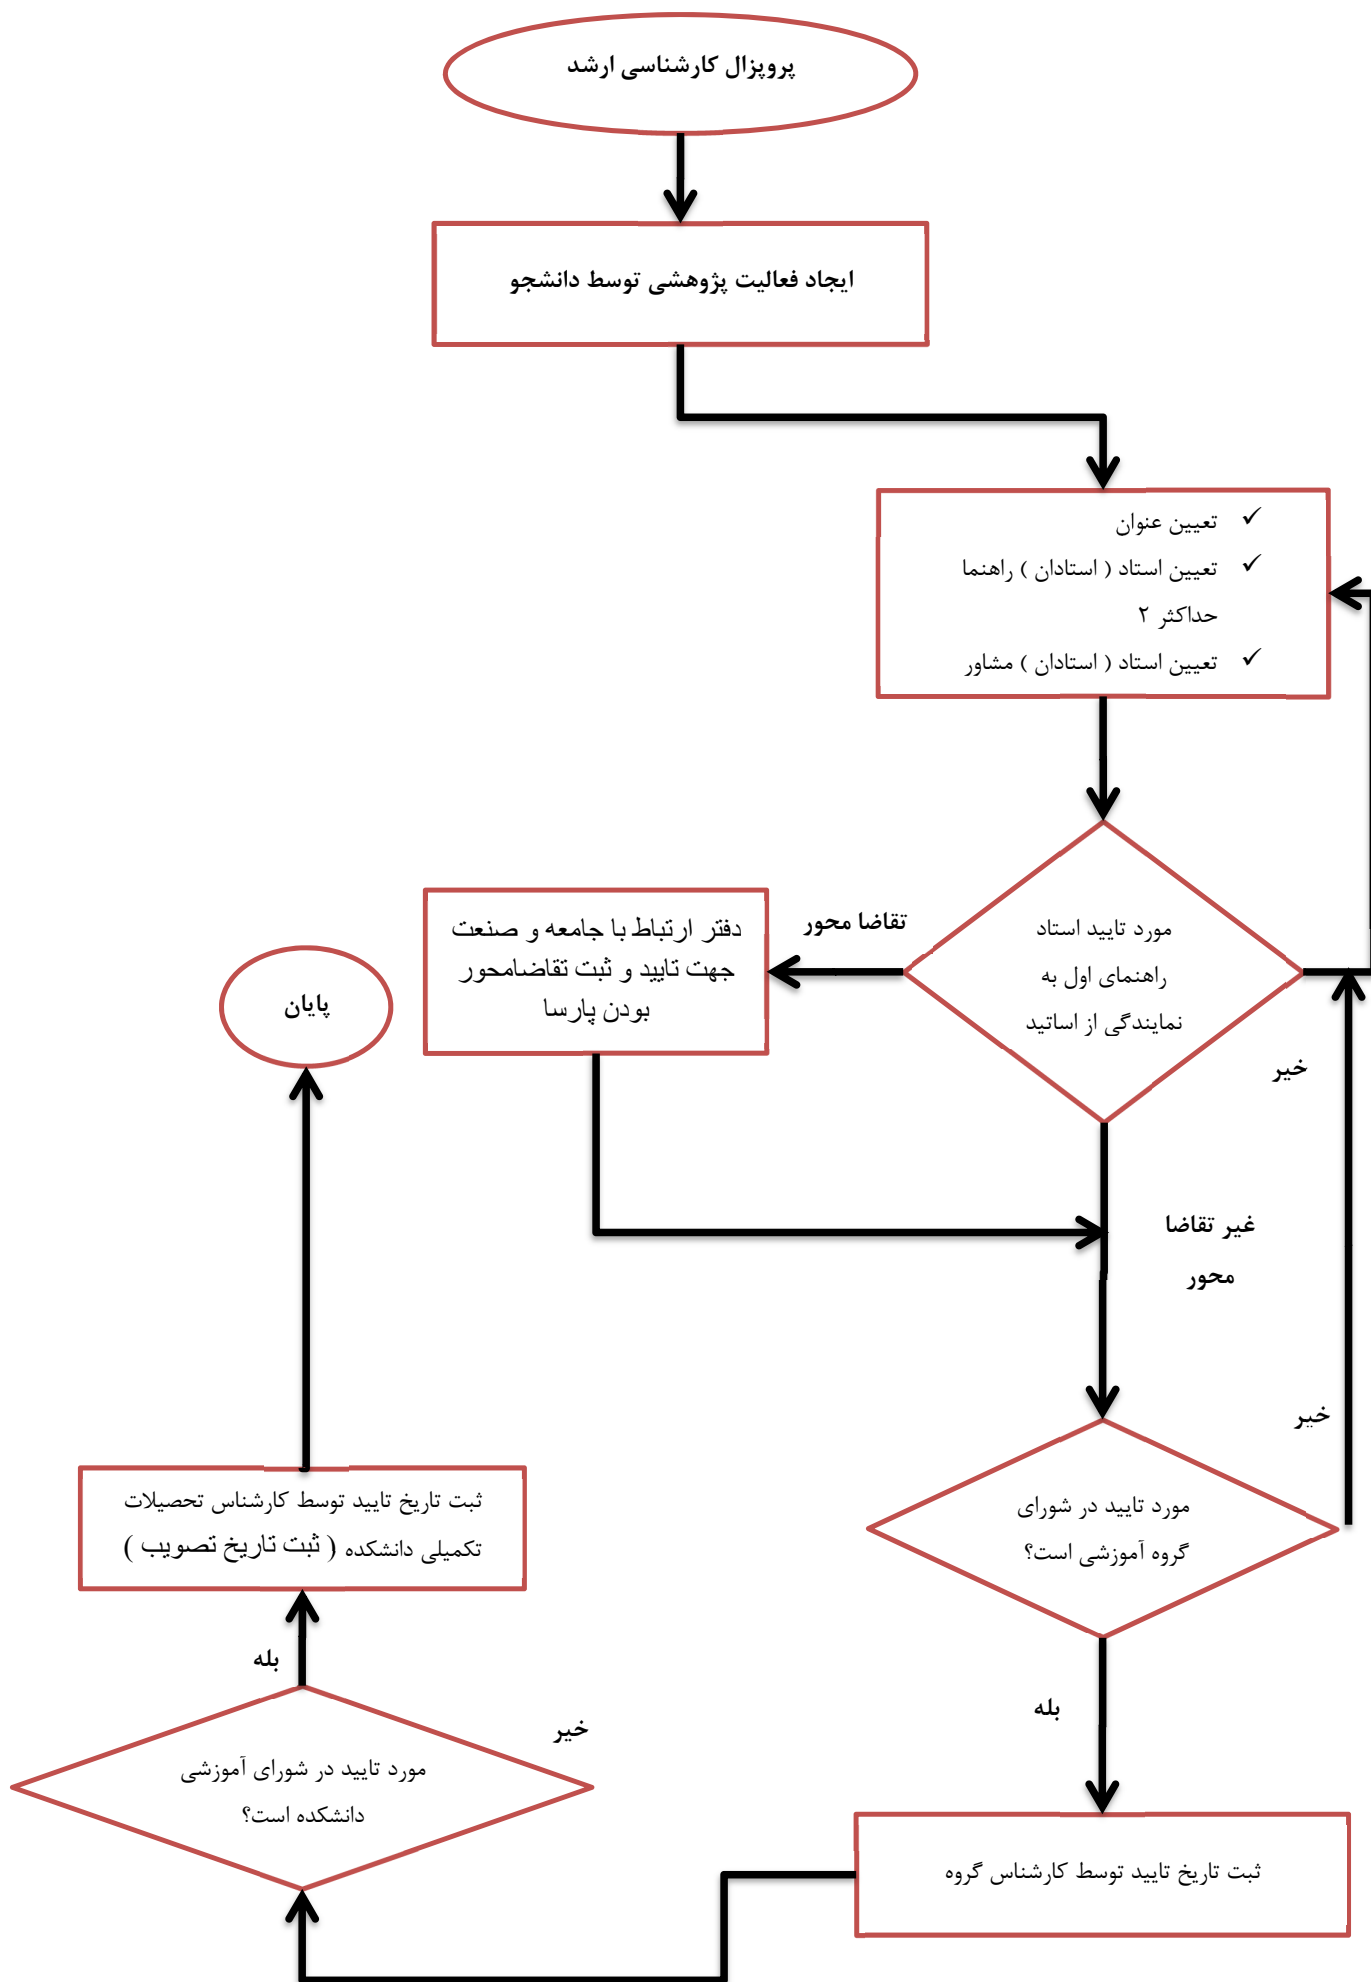 پروپزال کارشناسی ارشد
ایجاد فعالیت پژوهشی توسط دانشجو
✓ تعیین عنوان
✓ تعیین استاد ( استادان ) راهنما
حداکثر ۲
✓ تعیین استاد ( استادان ) مشاور
مورد تایید استاد
راهنمای اول به
نمایندگی از اساتید
تقاضا محور
دفتر ارتباط با جامعه و صنعت
جهت تایید و ثبت تقاضامحور
بودن پارسا
خیر
غیر تقاضا
محور
خیر
مورد تایید در شورای
گروه آموزشی است؟
بله
ثبت تاریخ تایید توسط کارشناس گروه
مورد تایید در شورای آموزشی
دانشکده است؟
خیر
بله
ثبت تاریخ تایید توسط کارشناس تحصیلات
تکمیلی دانشکده ( ثبت تاریخ تصویب )
پایان